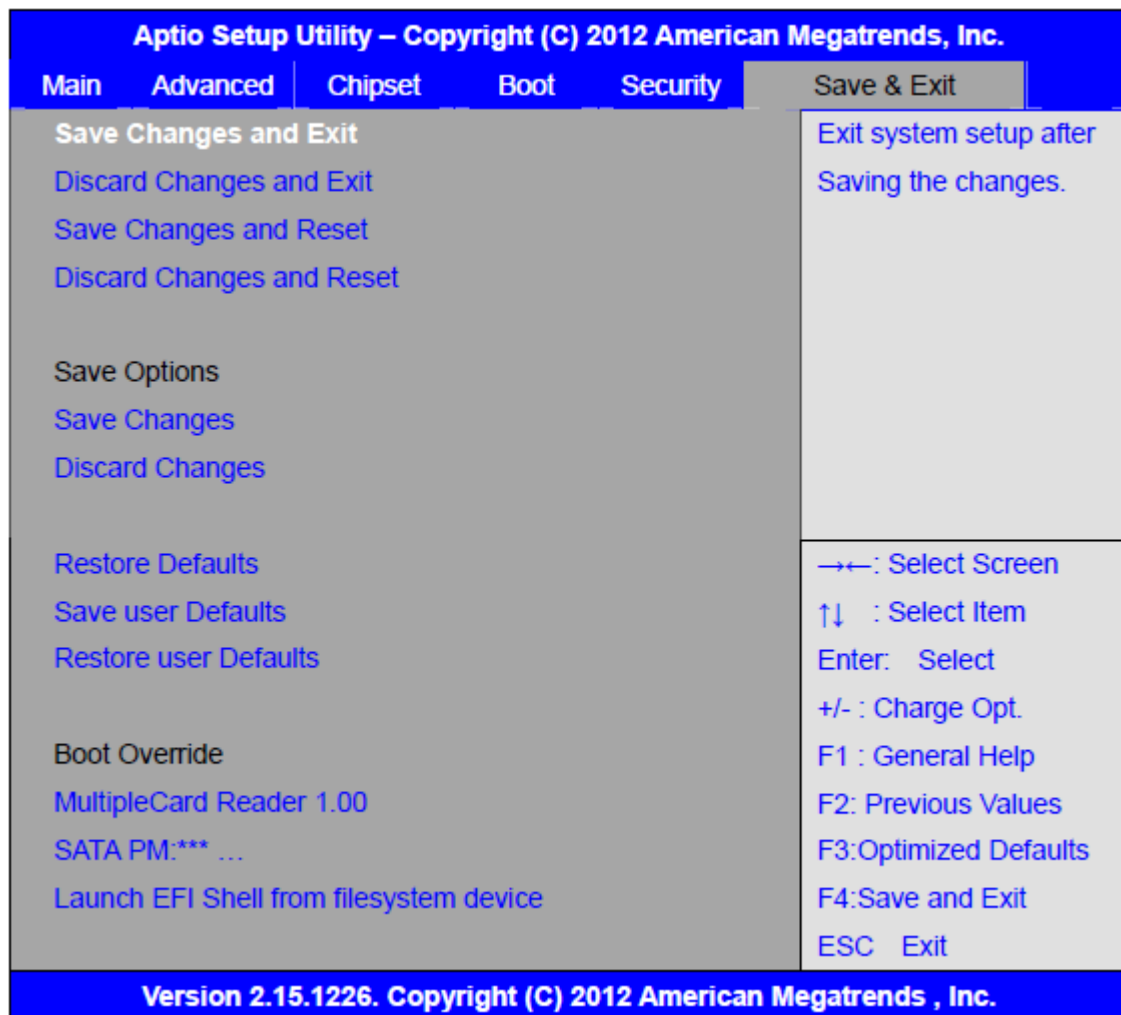 Aptio Setup Utility – Copyright (C) 2012 American Megatrends, Inc.
Main Advanced Chipset Boot Security Save & Exit
Save Changes and Exit
Discard Changes and Exit
Save Changes and Reset
Discard Changes and Reset
Save Options
Save Changes
Discard Changes
Restore Defaults
Save user Defaults
Restore user Defaults
Boot Override
MultipleCard Reader 1.00
SATA PM:*** …
Launch EFI Shell from filesystem device
Exit system setup after
Saving the changes.
→←: Select Screen
↑↓ : Select Item
Enter: Select
+/- : Charge Opt.
F1 : General Help
F2: Previous Values
F3:Optimized Defaults
F4:Save and Exit
ESC Exit
Version 2.15.1226. Copyright (C) 2012 American Megatrends , Inc.